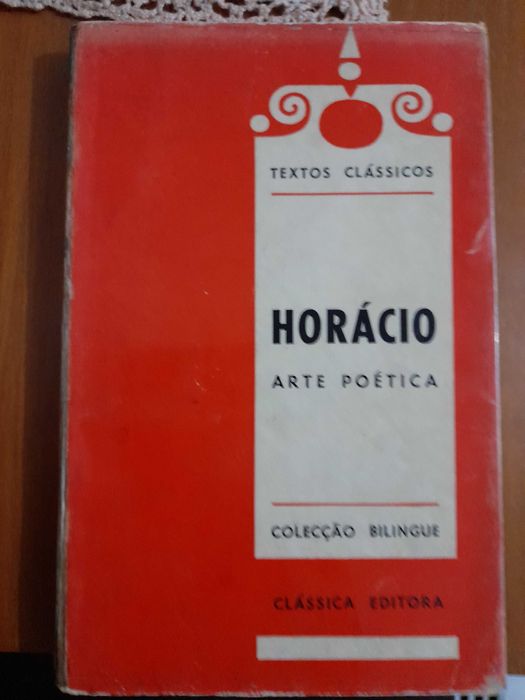 TEXTOS CLÁSSICOS
HORÁCIO
ARTE POÉTICA
COLECÇÃO BILINGUE
CLÁSSICA EDITORA